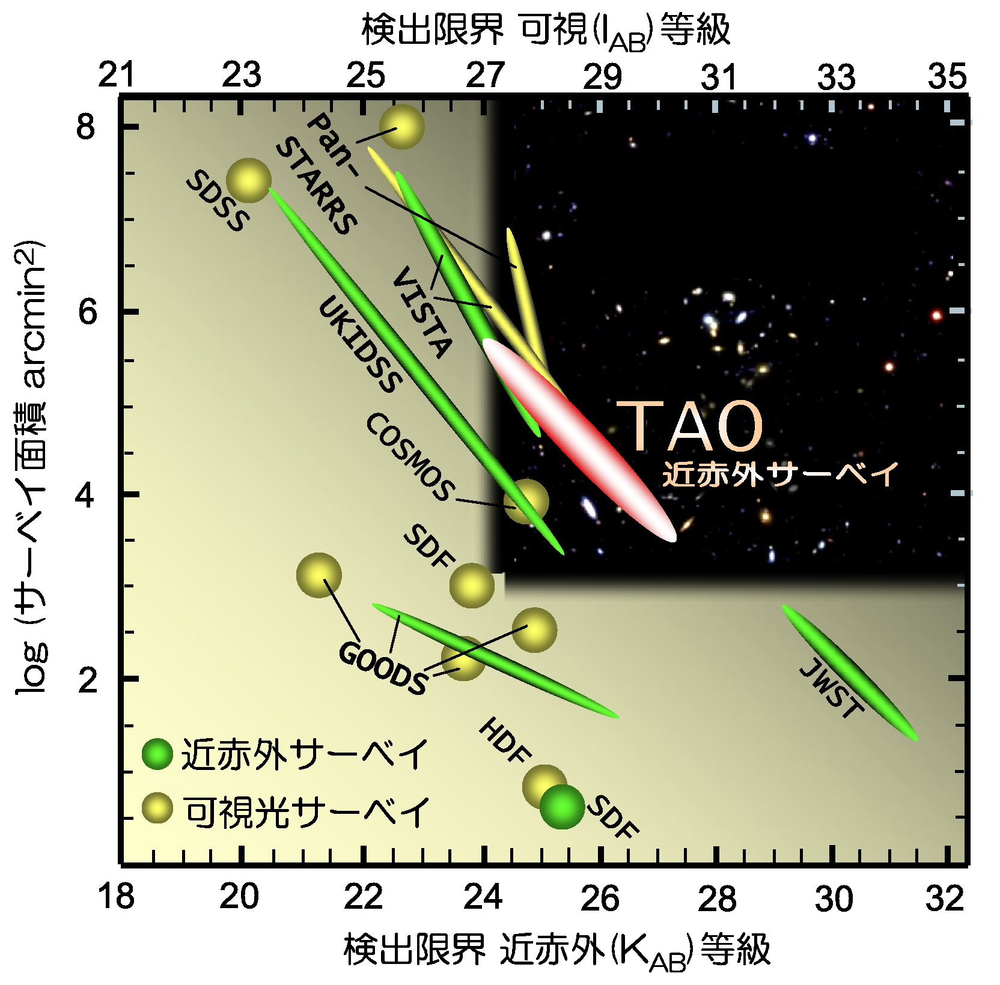 検出限界 可視(I_AB)等級
21 23 25 27 29 31 33 35
log (サーベイ面積 arcmin²)
8
6
4
2
Pan-
STARRS
SDSS
VISTA
UKIDSS
COSMOS
TAO
近赤外サーベイ
SDF
GOODS
JWST
HDF
SDF
近赤外サーベイ
可視光サーベイ
18 20 22 24 26 28 30 32
検出限界 近赤外(K_AB)等級